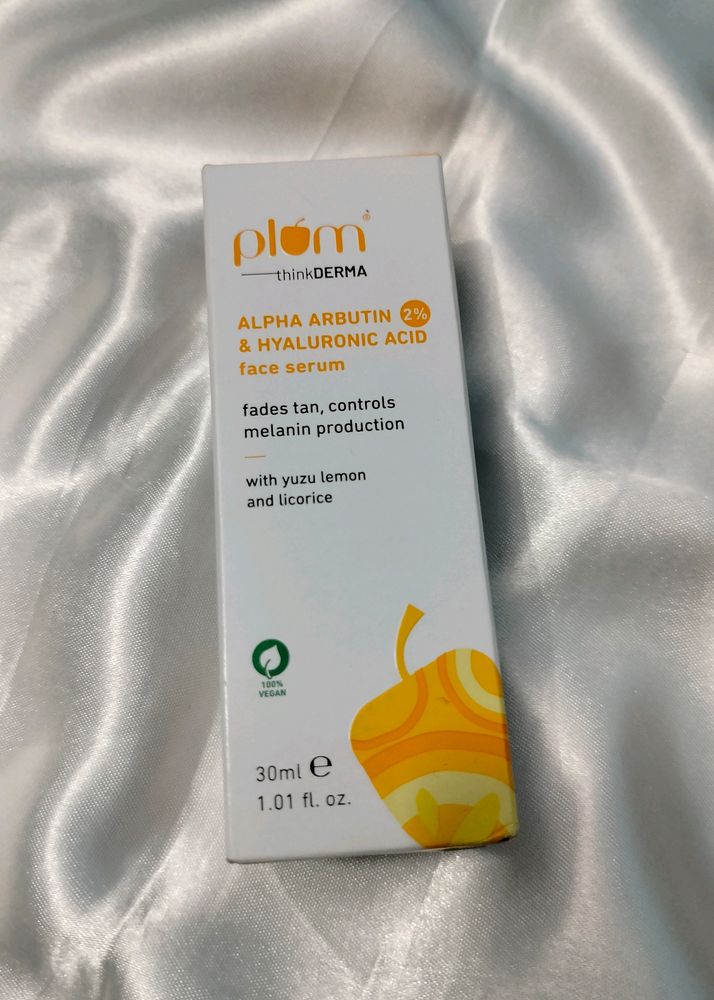 plum®
thinkDERMA
ALPHA ARBUTIN 2%
& HYALURONIC ACID
face serum
fades tan, controls
melanin production
with yuzu lemon
and licorice
100%
VEGAN
30ml ℮
1.01 fl. oz.